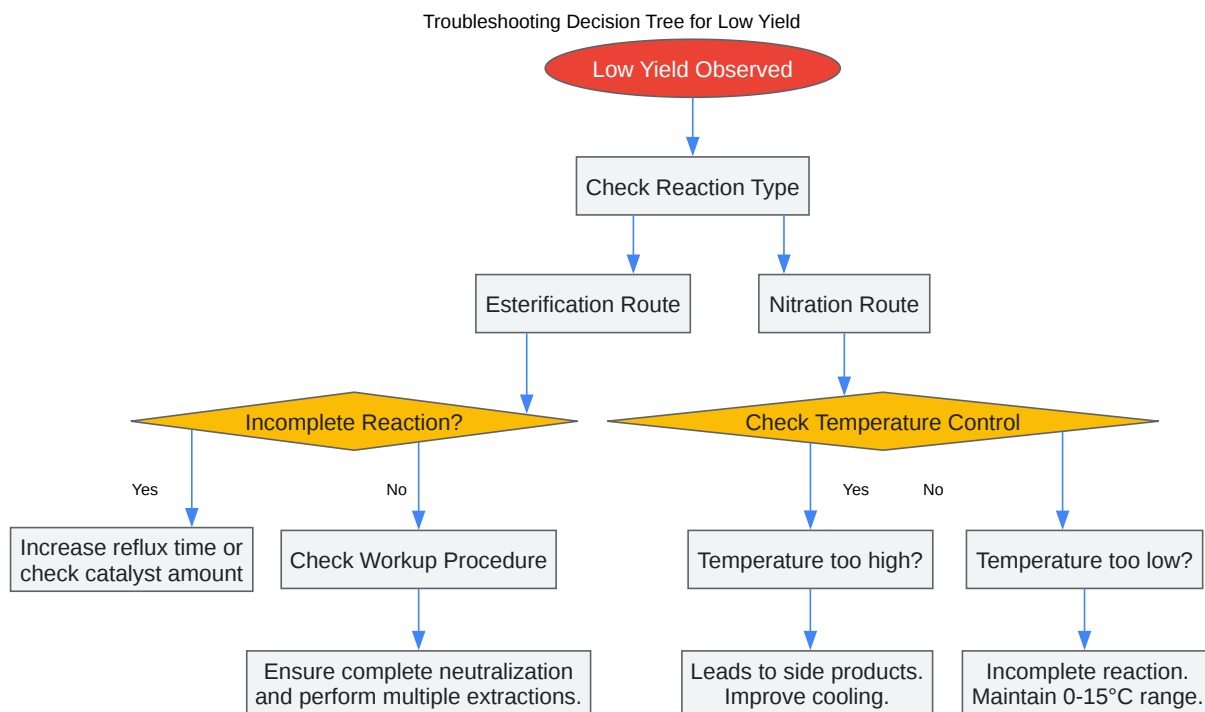 Troubleshooting Decision Tree for Low Yield
Low Yield Observed
Check Reaction Type
Esterification Route
Nitration Route
Incomplete Reaction?
Check Temperature Control
Yes
No
Yes
No
Increase reflux time or
check catalyst amount
Check Workup Procedure
Temperature too high?
Temperature too low?
Ensure complete neutralization
and perform multiple extractions.
Leads to side products.
Improve cooling.
Incomplete reaction.
Maintain 0-15°C range.